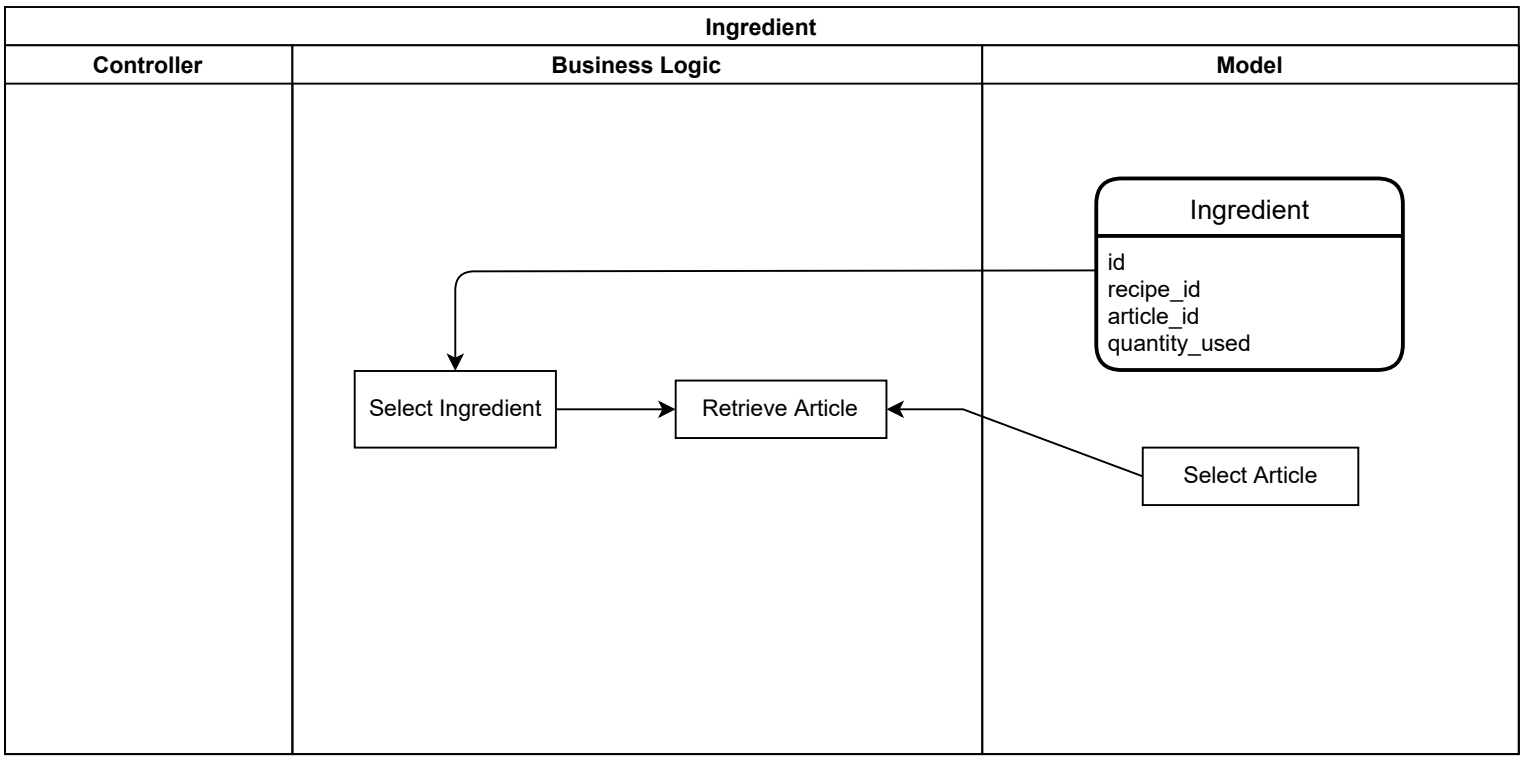 Ingredient
Controller
Business Logic
Model
Ingredient
id
recipe_id
article_id
quantity_used
Select Ingredient
Retrieve Article
Select Article